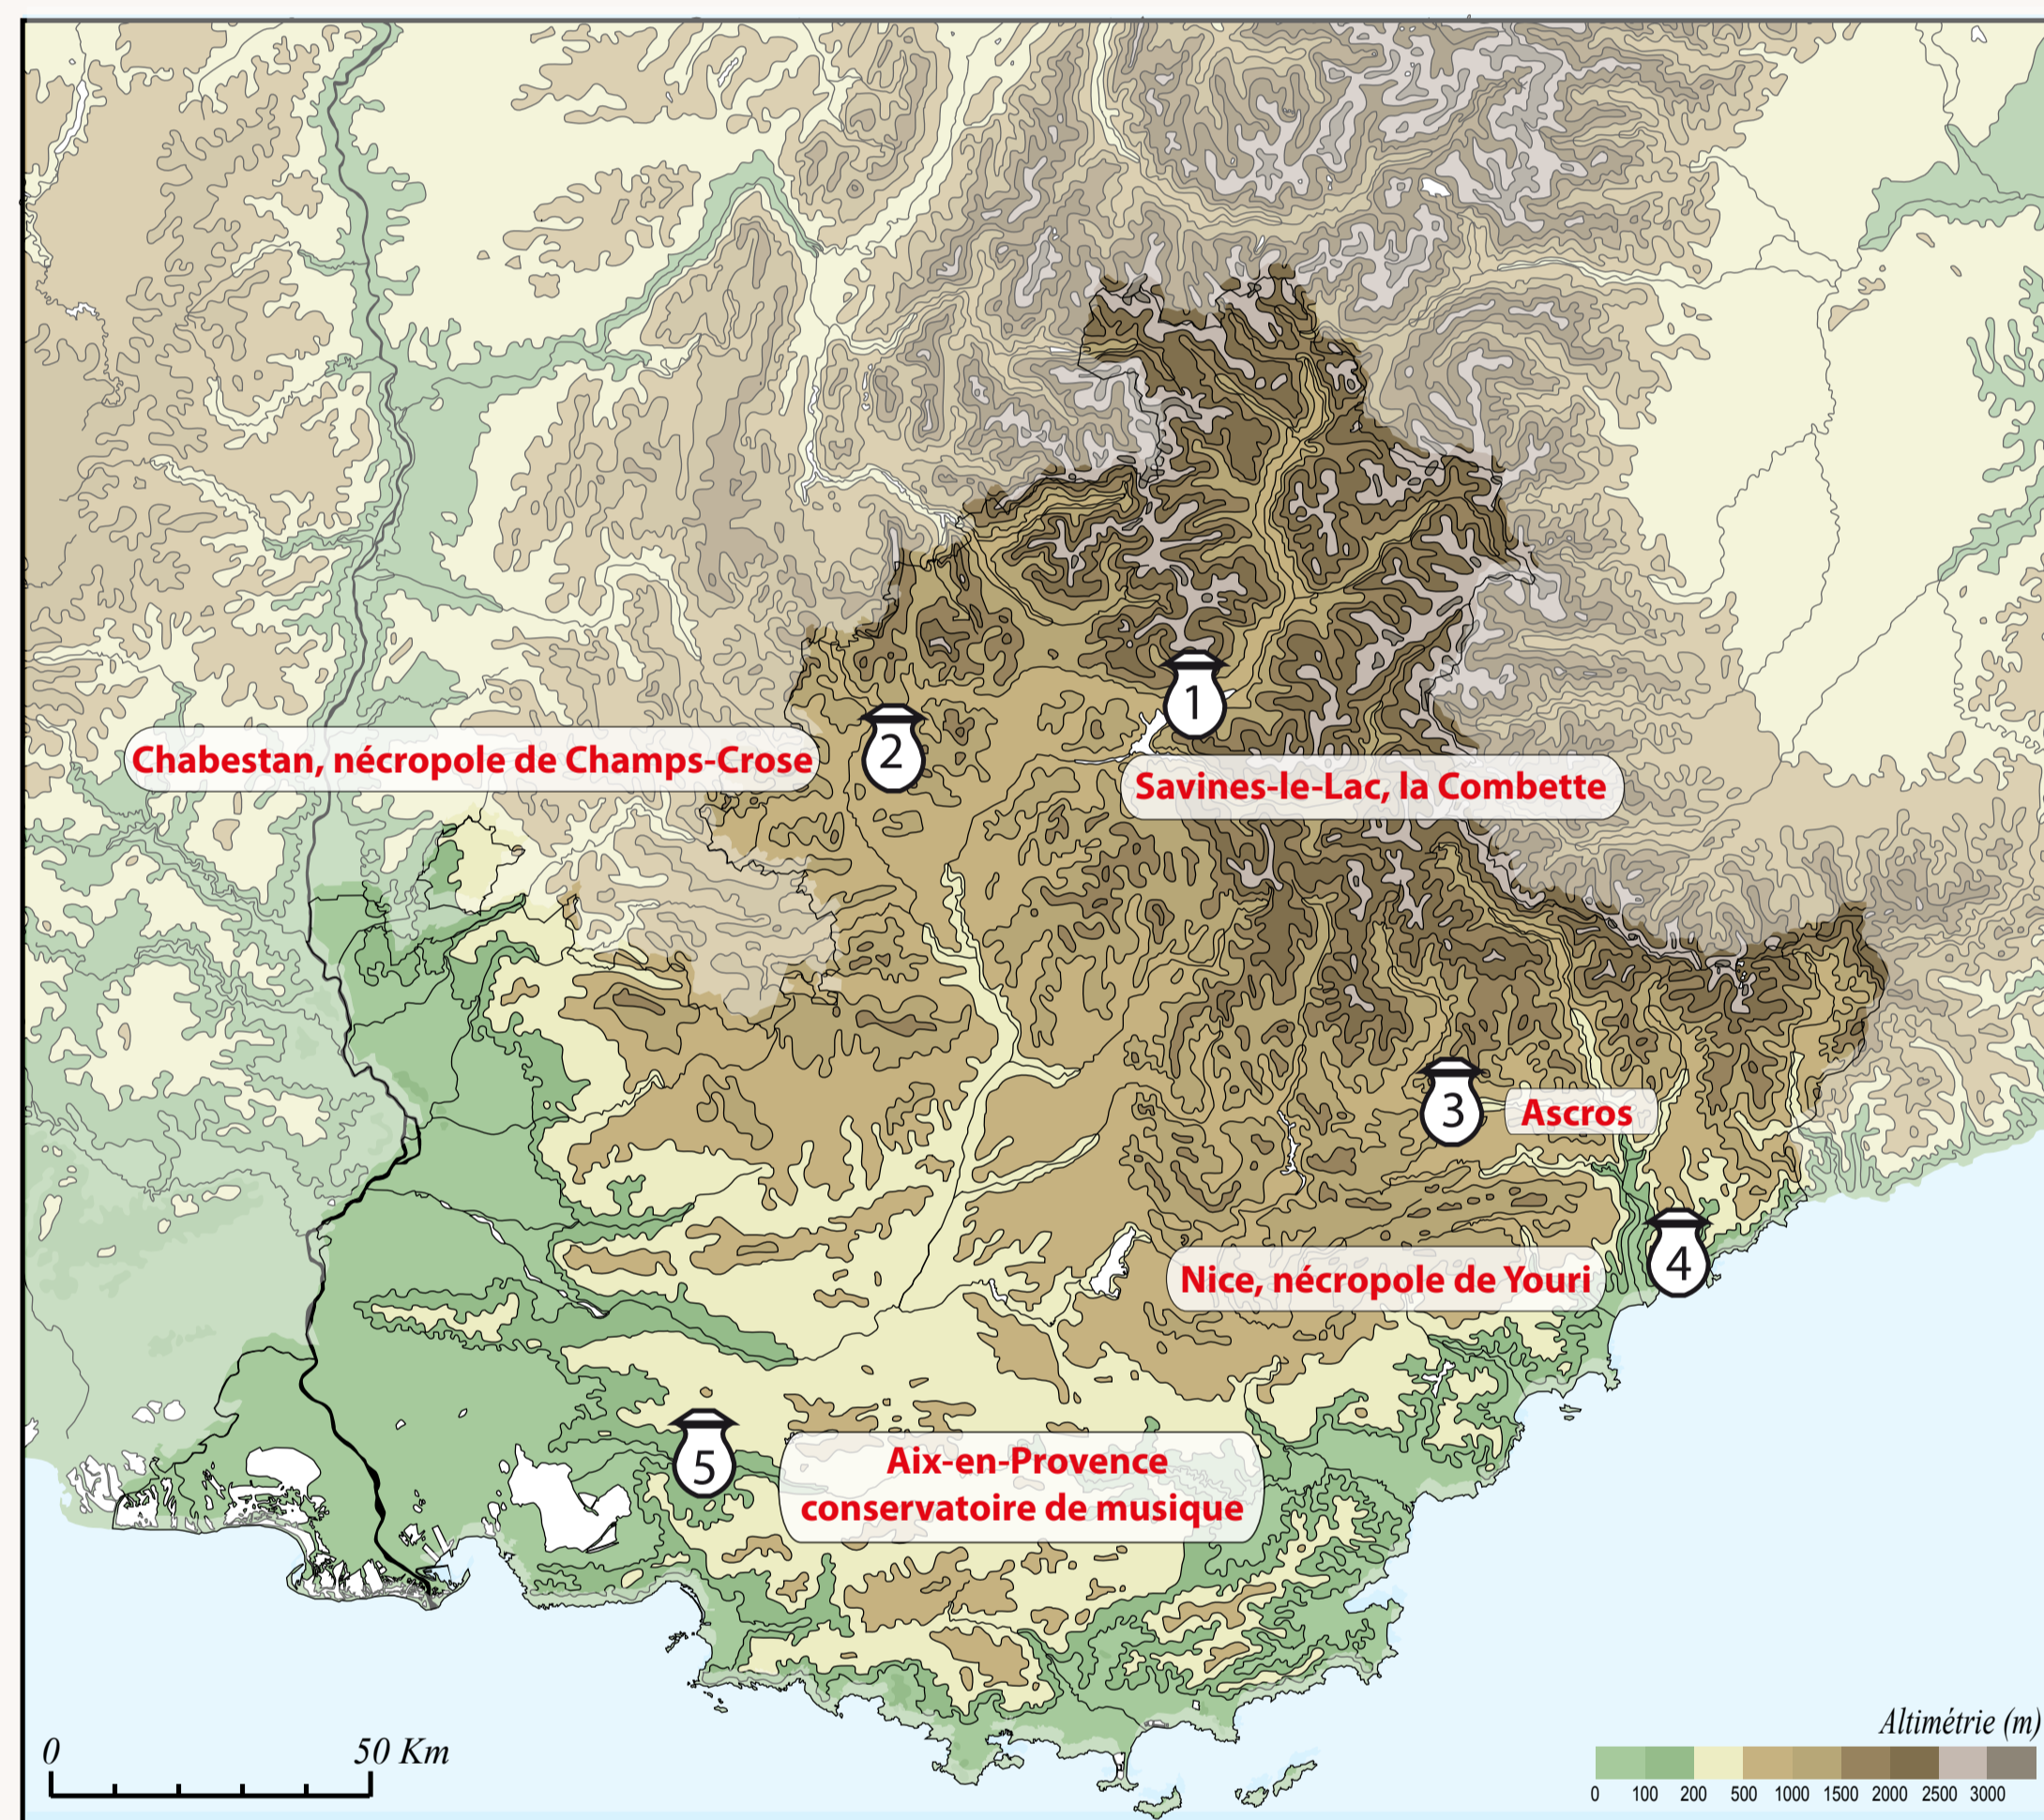 1
2
Chabestan, nécropole de Champs-Crose
Savines-le-Lac, la Combette
3
Ascros
4
Nice, nécropole de Youri
5
Aix-en-Provence
conservatoire de musique
0 50 Km
Altimétrie (m)
0 100 200 500 1000 1500 2000 2500 3000